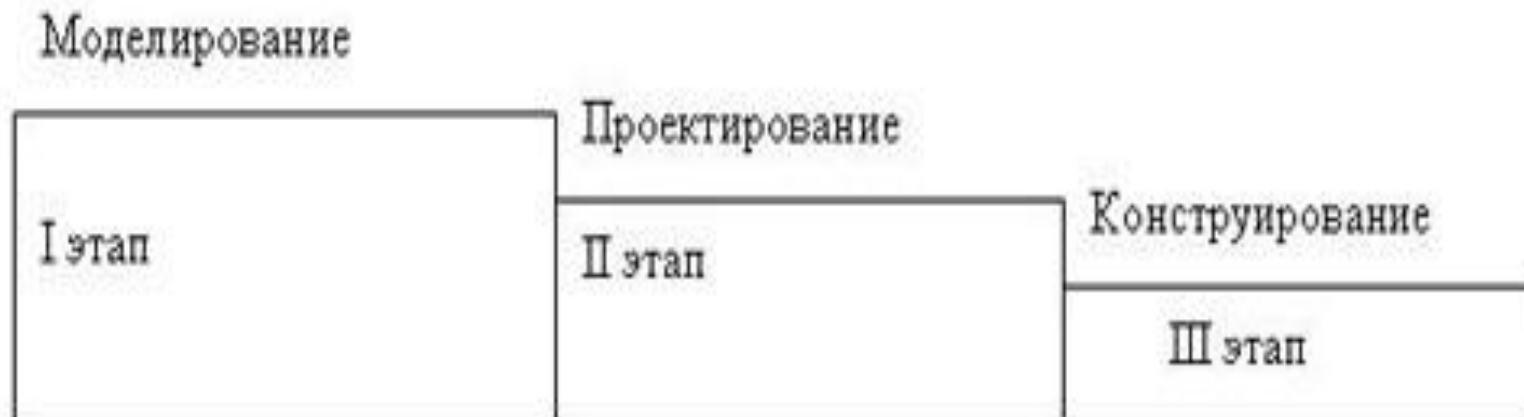 Моделирование
Проектирование
Конструирование
I этап
II этап
III этап